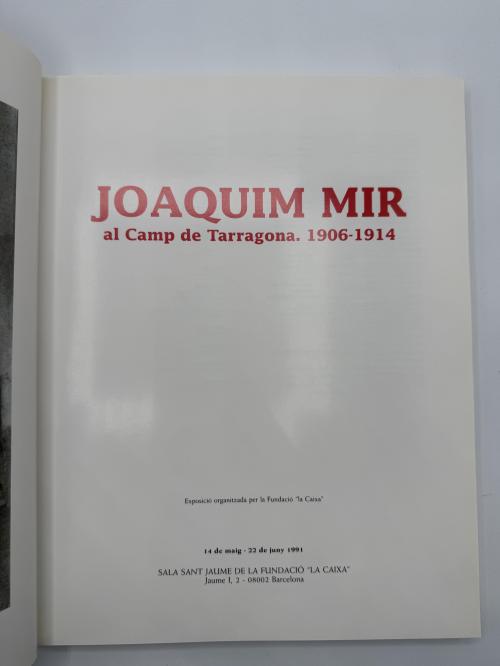 JOAQUIM MIR
al Camp de Tarragona. 1906-1914
Exposició organitzada per la Fundació "la Caixa"
14 de maig - 22 de juny 1991
SALA SANT JAUME DE LA FUNDACIÓ "LA CAIXA"
Jaume I, 2 - 08002 Barcelona